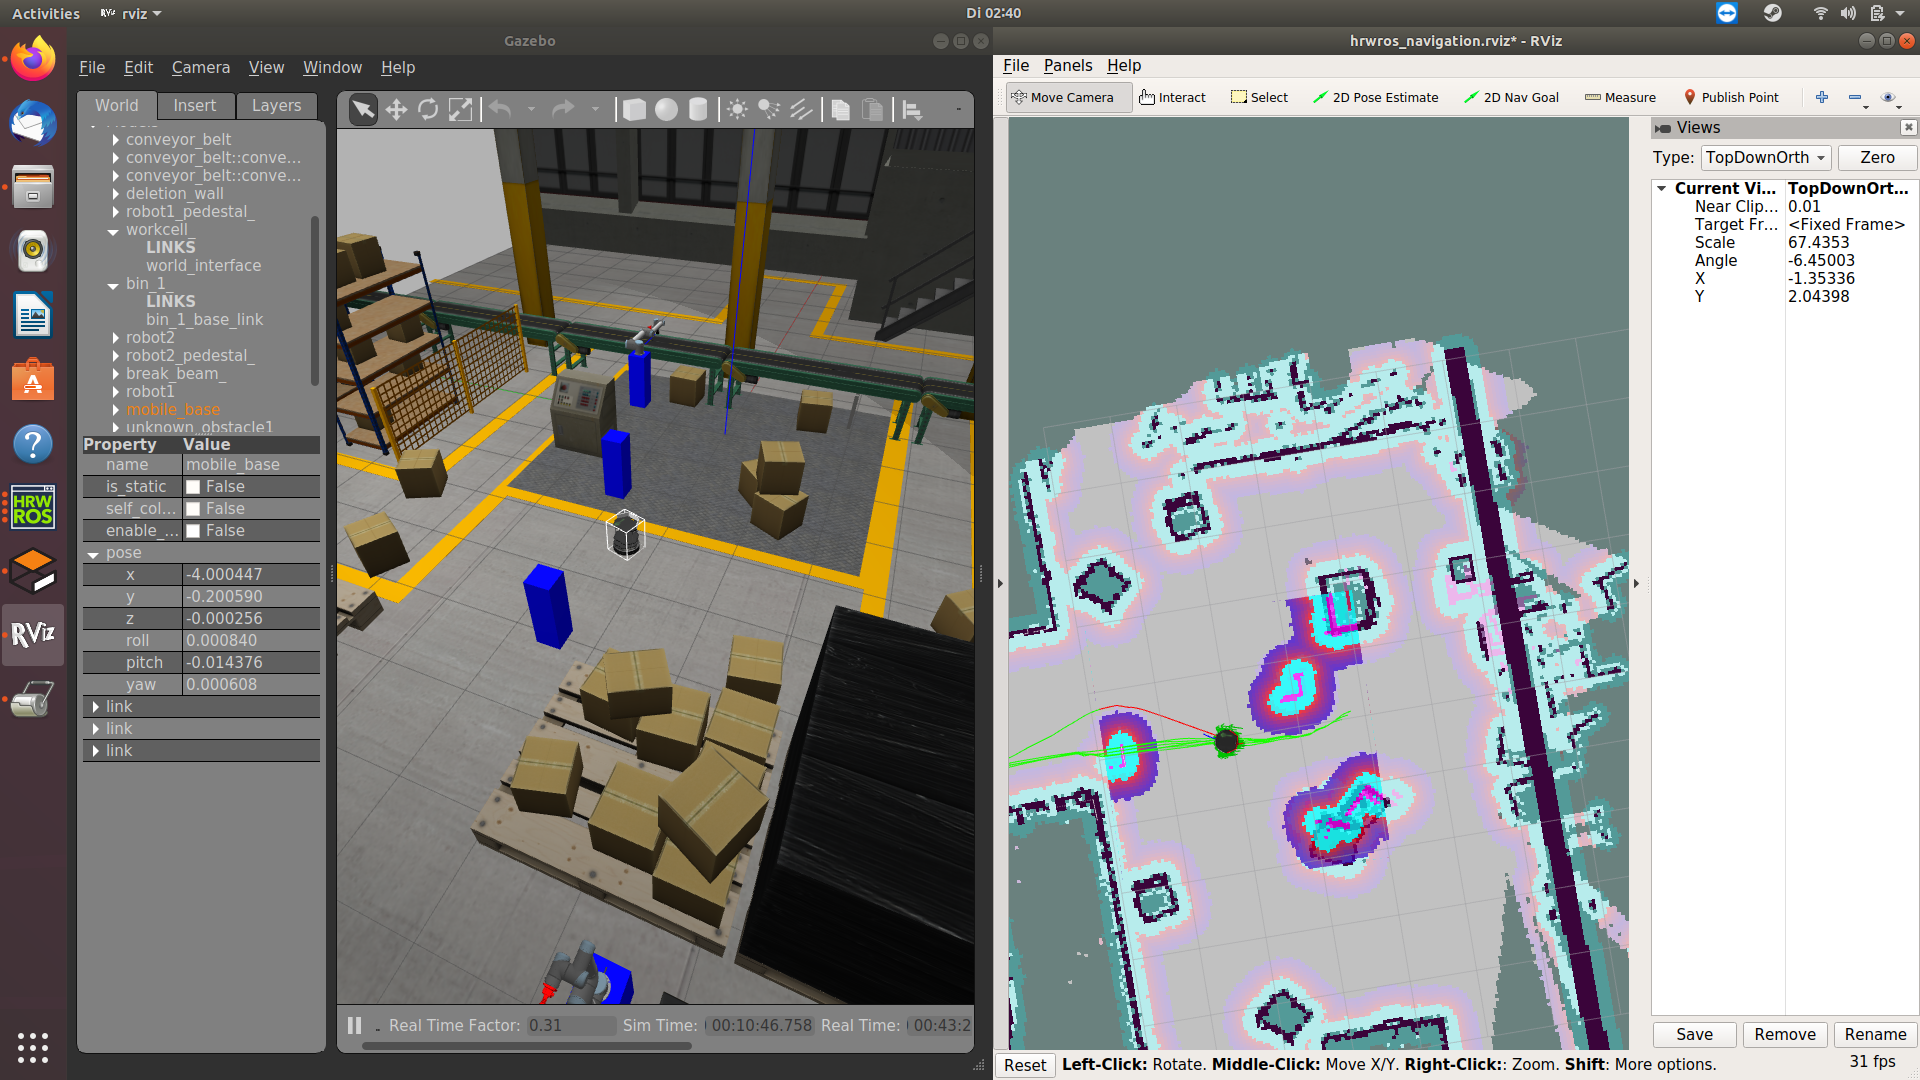 Activities
rviz
Di 02:40
Gazebo
File Edit Camera View Window Help
World Insert Layers
conveyor_belt
conveyor_belt::conve...
conveyor_belt::conve...
deletion_wall
robot1_pedestal_
workcell_
LINKS
world_interface
bin_1_
LINKS
bin_1_base_link
robot2
robot2_pedestal_
break_beam_
robot1
mobile_base
unknown_obstacle1
Property Value
name mobile_base
is_static False
self_col... False
enable_... False
pose
x -4.000447
y -0.200590
z -0.000256
roll 0.000840
pitch -0.014376
yaw 0.000608
link
link
link
Real Time Factor: 0.31 Sim Time: 00:10:46.758 Real Time: 00:43:2
HRW
ROS
RViz
hrwros_navigation.rviz* - RViz
File Panels Help
Move Camera Interact Select 2D Pose Estimate 2D Nav Goal Measure Publish Point
Views
Type: TopDownOrth Zero
Current Vi... TopDownOrt...
Near Clip... 0.01
Target Fr... <Fixed Frame>
Scale 67.4353
Angle -6.45003
X -1.35336
Y 2.04398
Save Remove Rename
Reset Left-Click: Rotate. Middle-Click: Move X/Y. Right-Click:: Zoom. Shift: More options. 31 fps